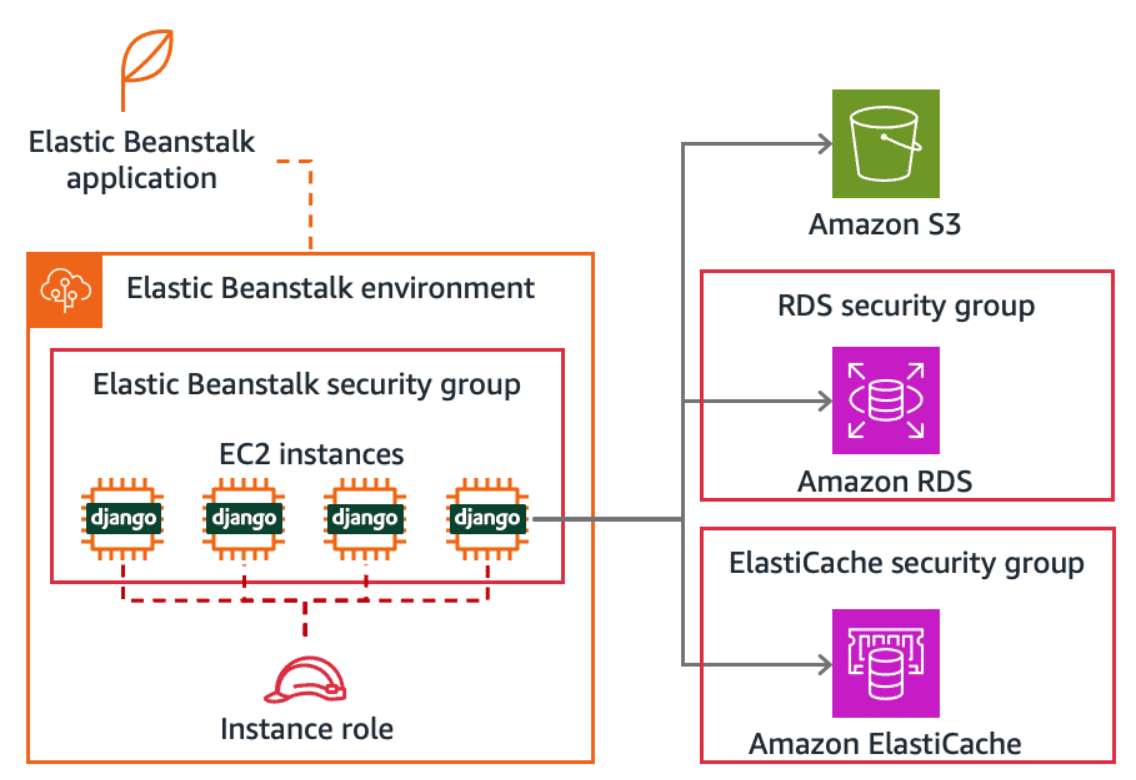 Elastic Beanstalk
application
Amazon S3
Elastic Beanstalk environment
RDS security group
Elastic Beanstalk security group
EC2 instances
Amazon RDS
django
django
django
django
ElastiCache security group
Instance role
Amazon ElastiCache